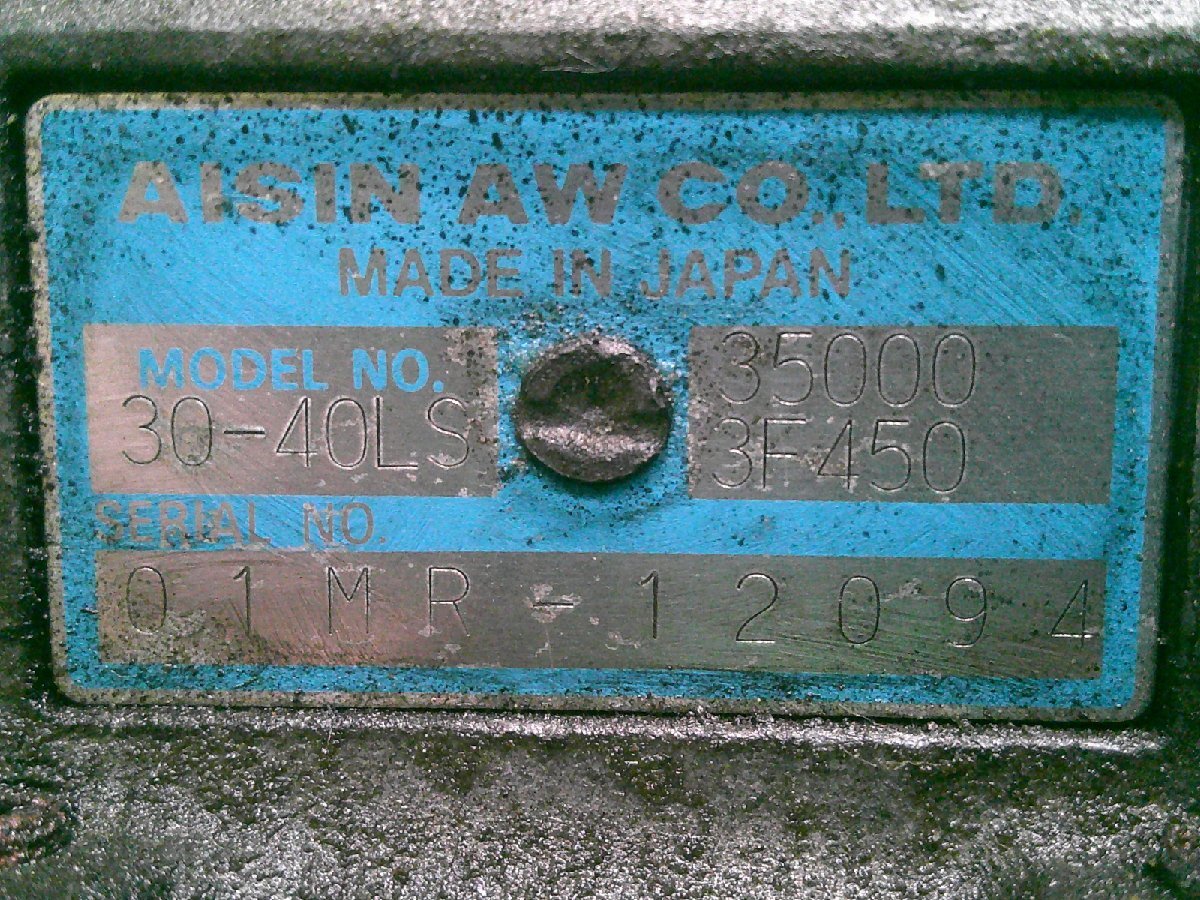 AISIN AW CO., LTD.
MADE IN JAPAN
MODEL NO.
30-40LS
35000
3F450
SERIAL NO.
01MR-12094